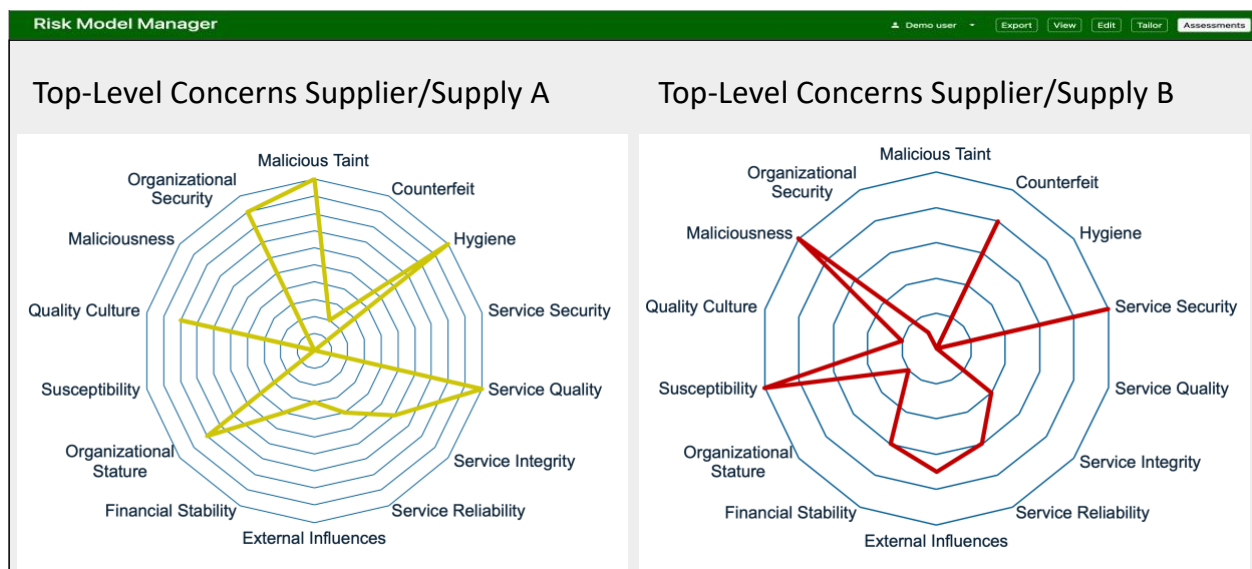 Risk Model Manager
Demo user
Export
View
Edit
Tailor
Assessments
Top-Level Concerns Supplier/Supply A
Malicious Taint
Counterfeit
Hygiene
Service Security
Service Quality
Service Integrity
Service Reliability
External Influences
Financial Stability
Organizational
Stature
Susceptibility
Quality Culture
Maliciousness
Organizational
Security
Top-Level Concerns Supplier/Supply B
Malicious Taint
Counterfeit
Hygiene
Service Security
Service Quality
Service Integrity
Service Reliability
External Influences
Financial Stability
Organizational
Stature
Susceptibility
Quality Culture
Maliciousness
Organizational
Security